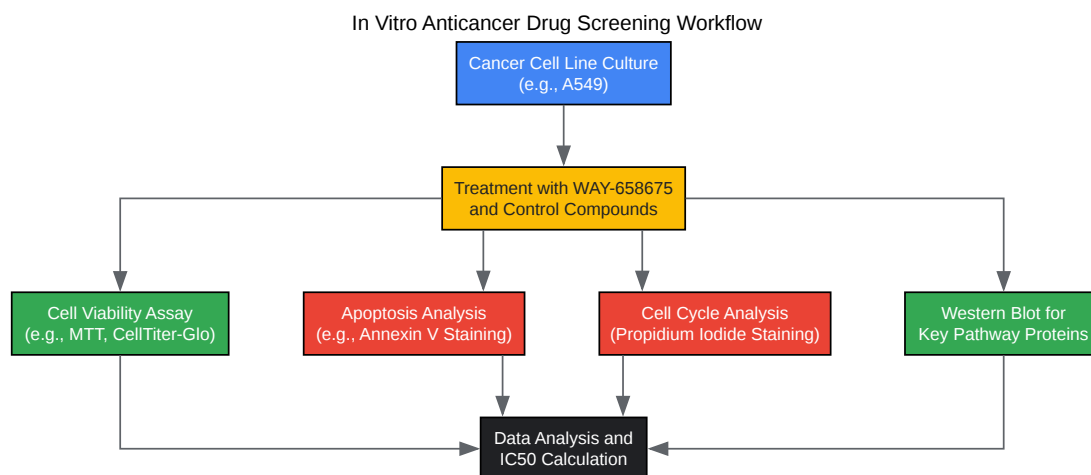 In Vitro Anticancer Drug Screening Workflow
Cancer Cell Line Culture
(e.g., A549)
Treatment with WAY-658675
and Control Compounds
Cell Viability Assay
(e.g., MTT, CellTiter-Glo)
Apoptosis Analysis
(e.g., Annexin V Staining)
Cell Cycle Analysis
(Propidium Iodide Staining)
Western Blot for
Key Pathway Proteins
Data Analysis and
IC50 Calculation